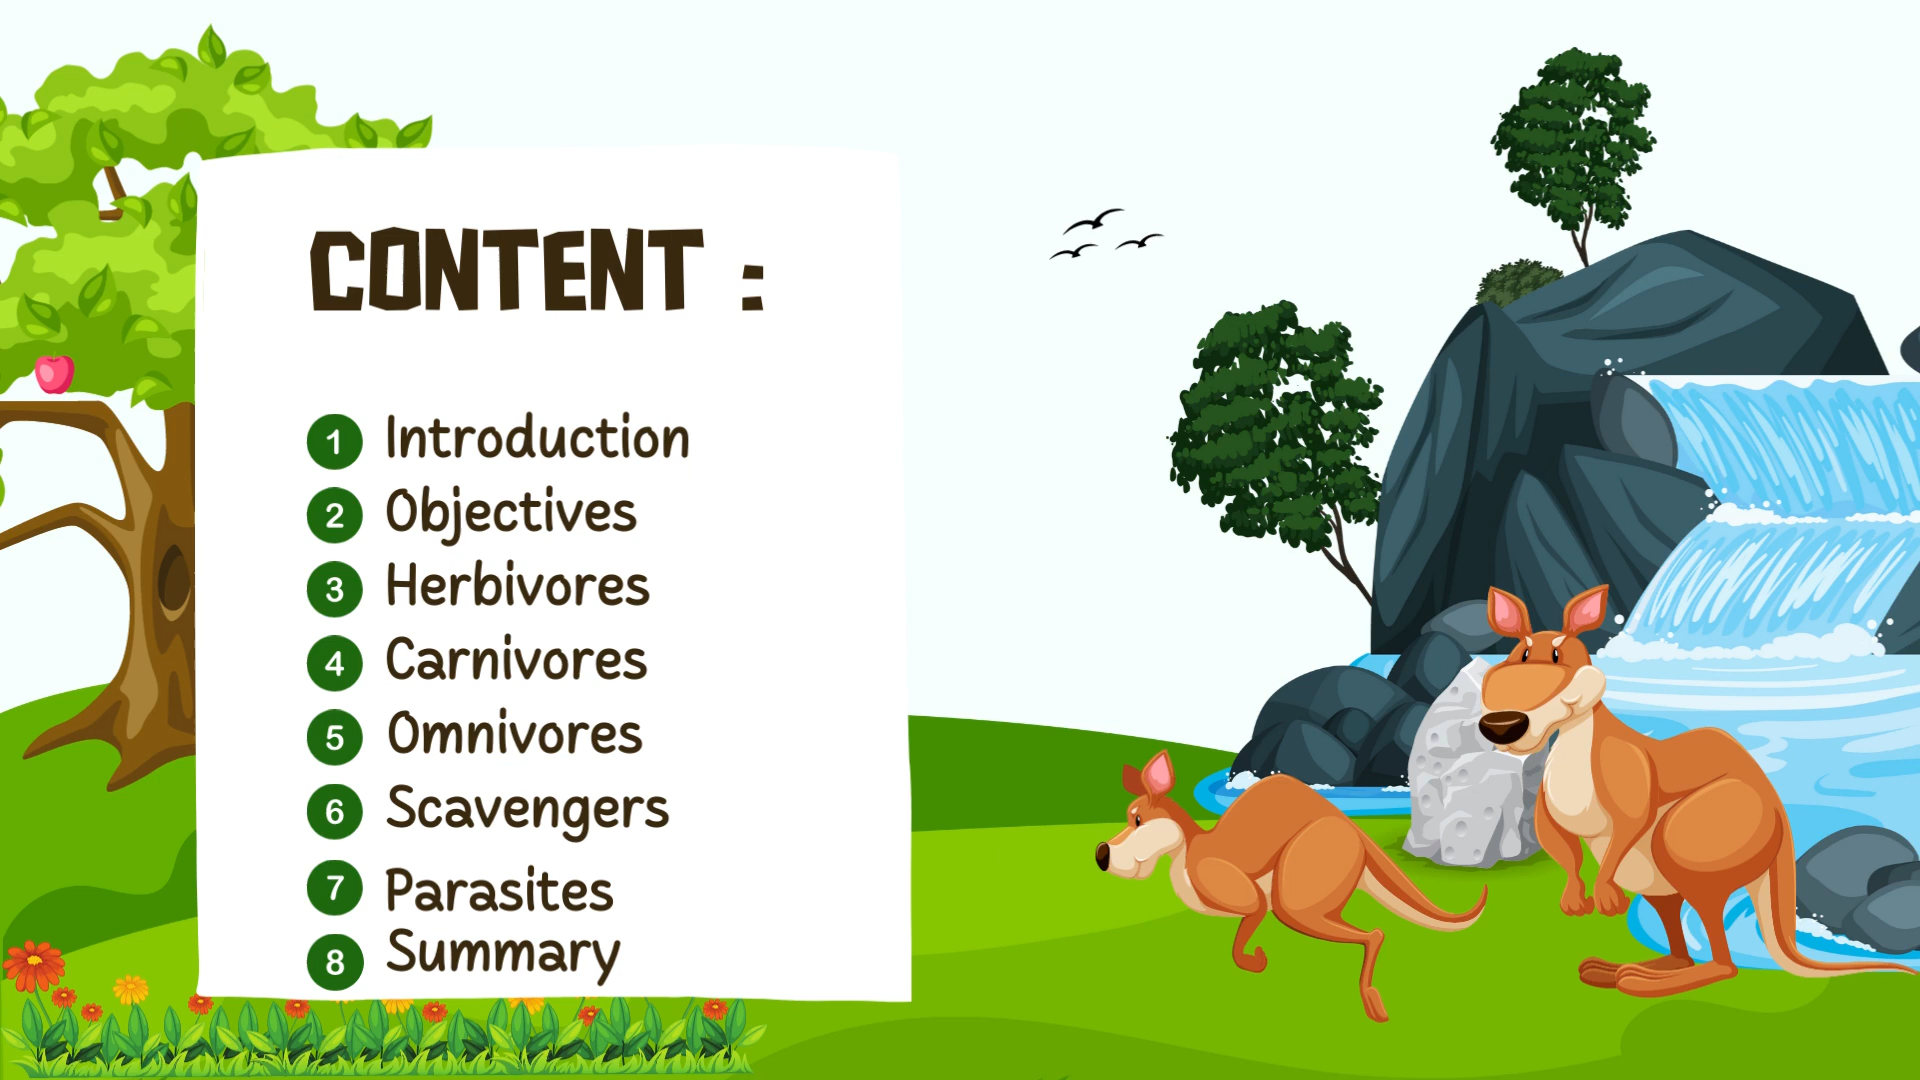 CONTENT :
1 Introduction
2 Objectives
3 Herbivores
4 Carnivores
5 Omnivores
6 Scavengers
7 Parasites
8 Summary